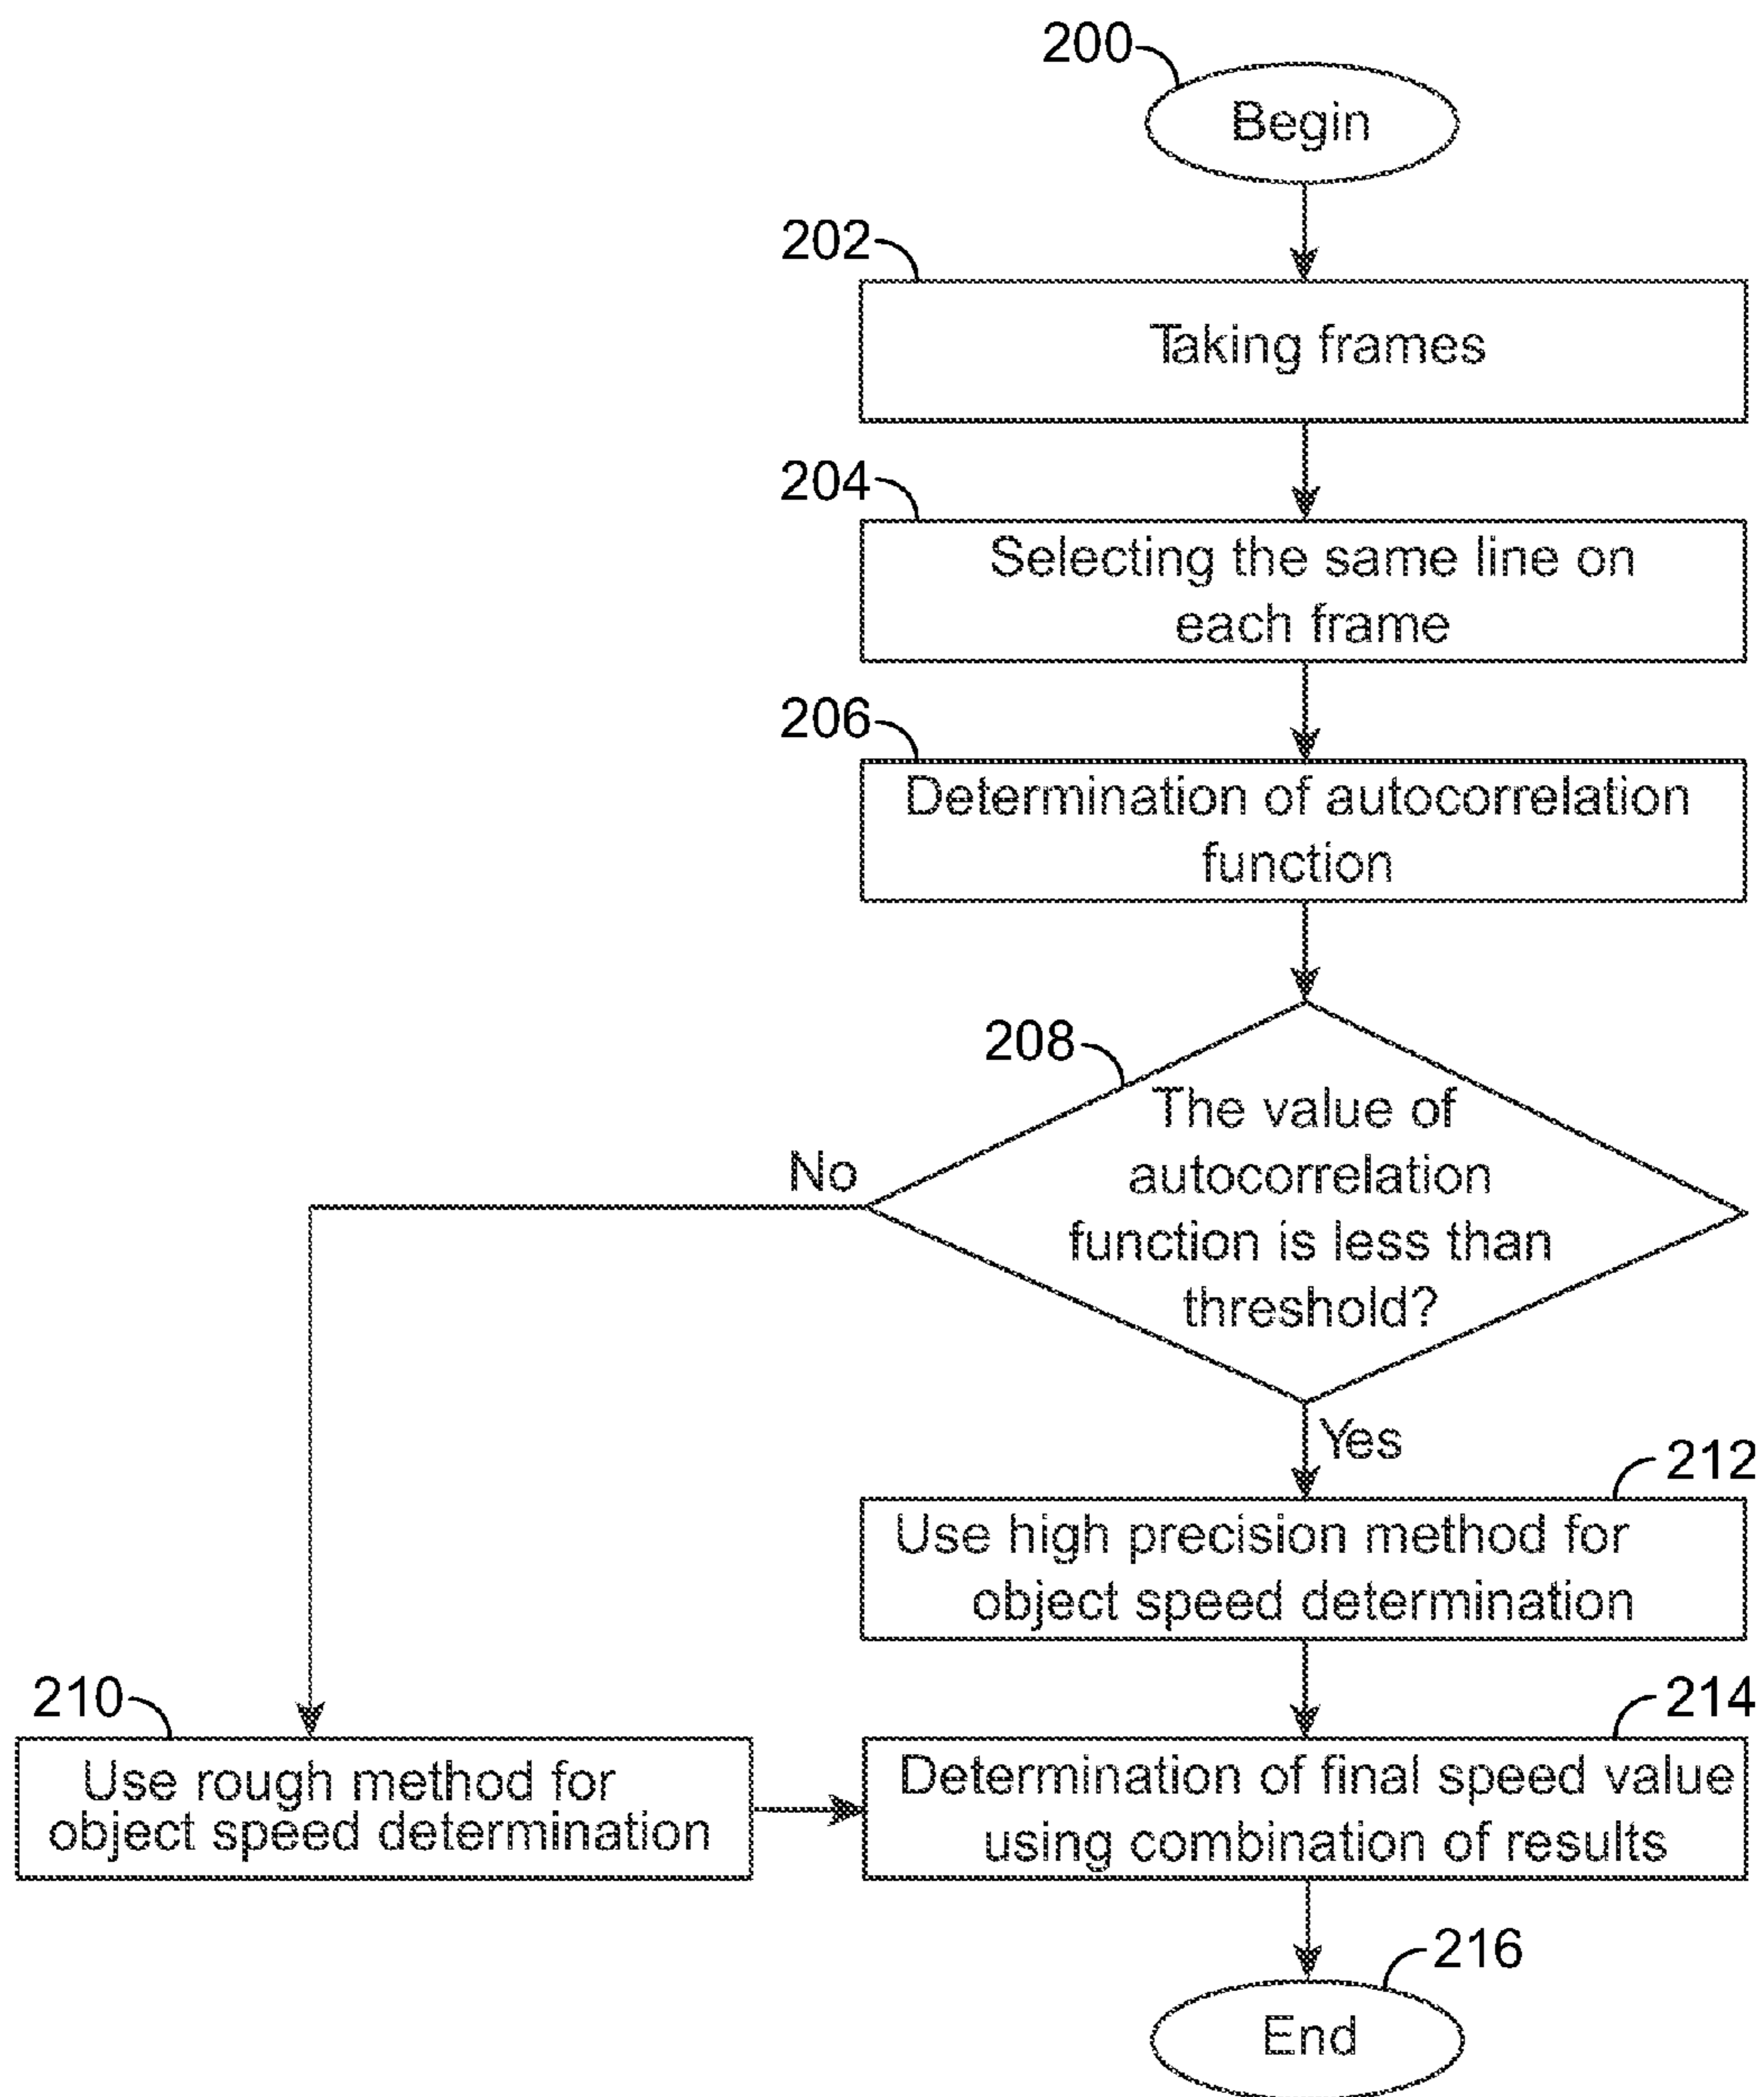 200
Begin
202
Taking frames
204
Selecting the same line on
each frame
206
Determination of autocorrelation
function
208
The value of
autocorrelation
function is less than
threshold?
No
Yes
212
Use high precision method for
object speed determination
210
Use rough method for
object speed determination
214
Determination of final speed value
using combination of results
216
End